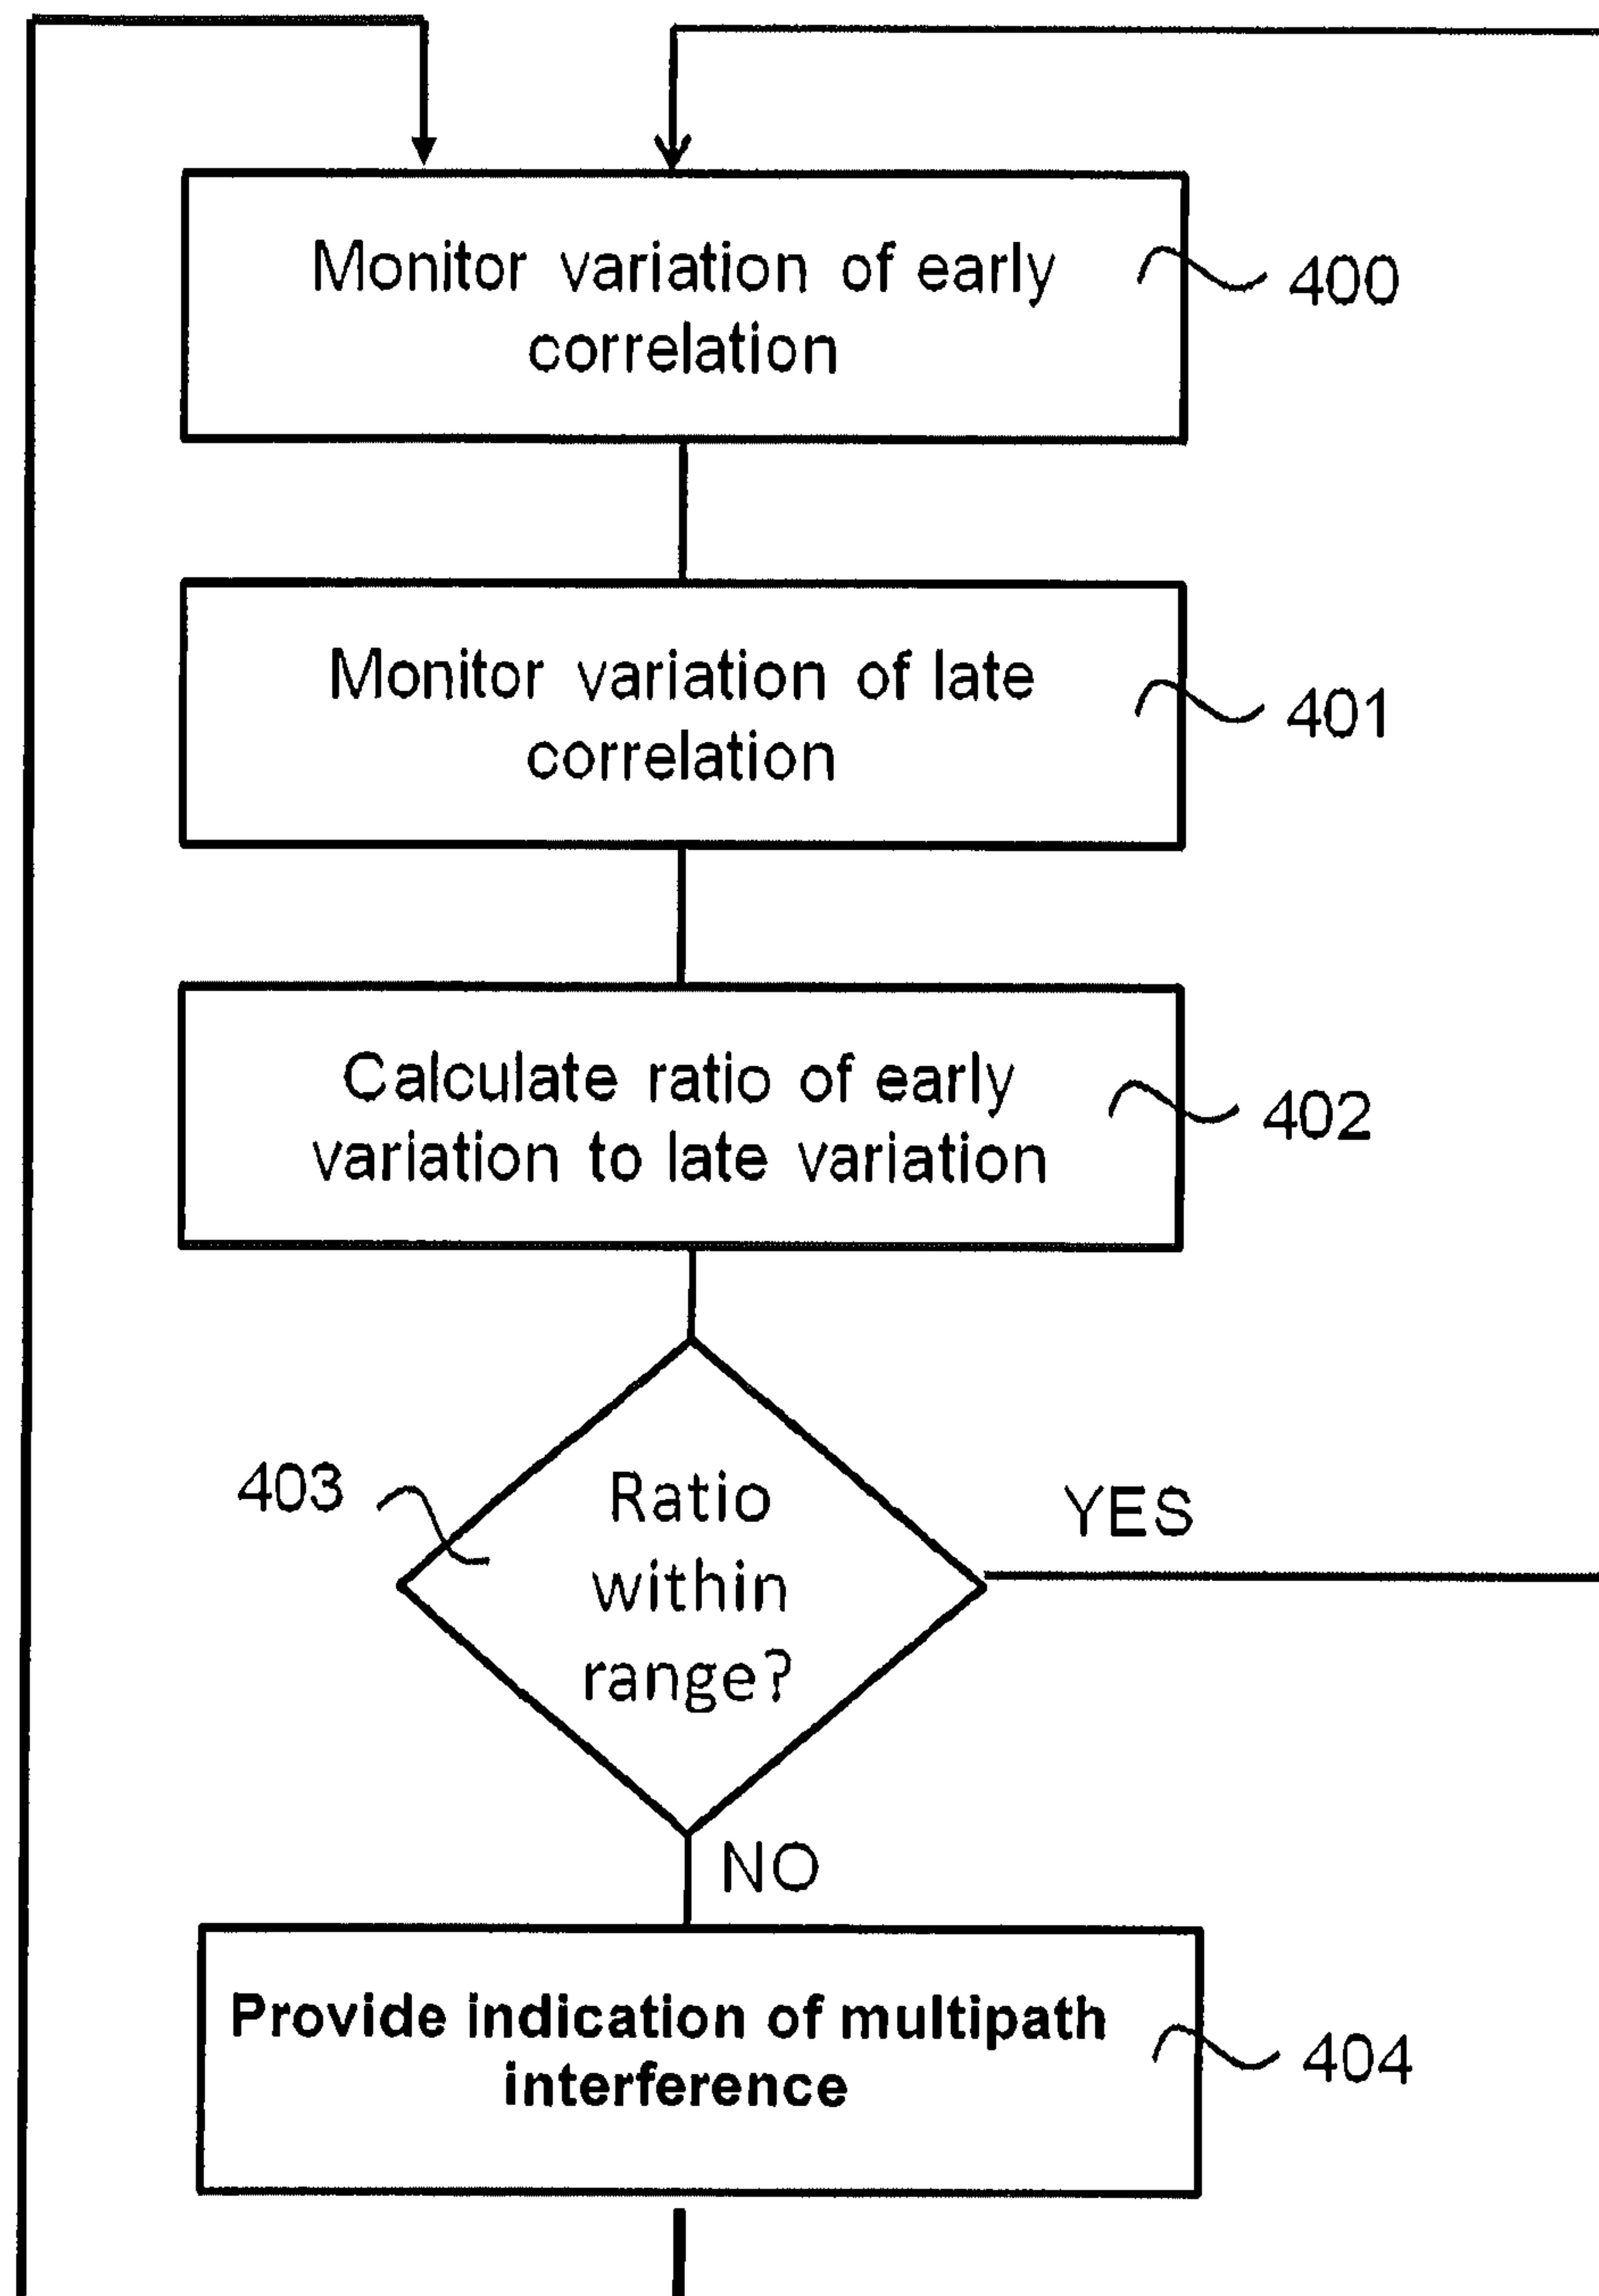 Monitor variation of early
correlation
400
Monitor variation of late
correlation
401
Calculate ratio of early
variation to late variation
402
403
Ratio
within
range?
YES
NO
Provide indication of multipath
interference
404